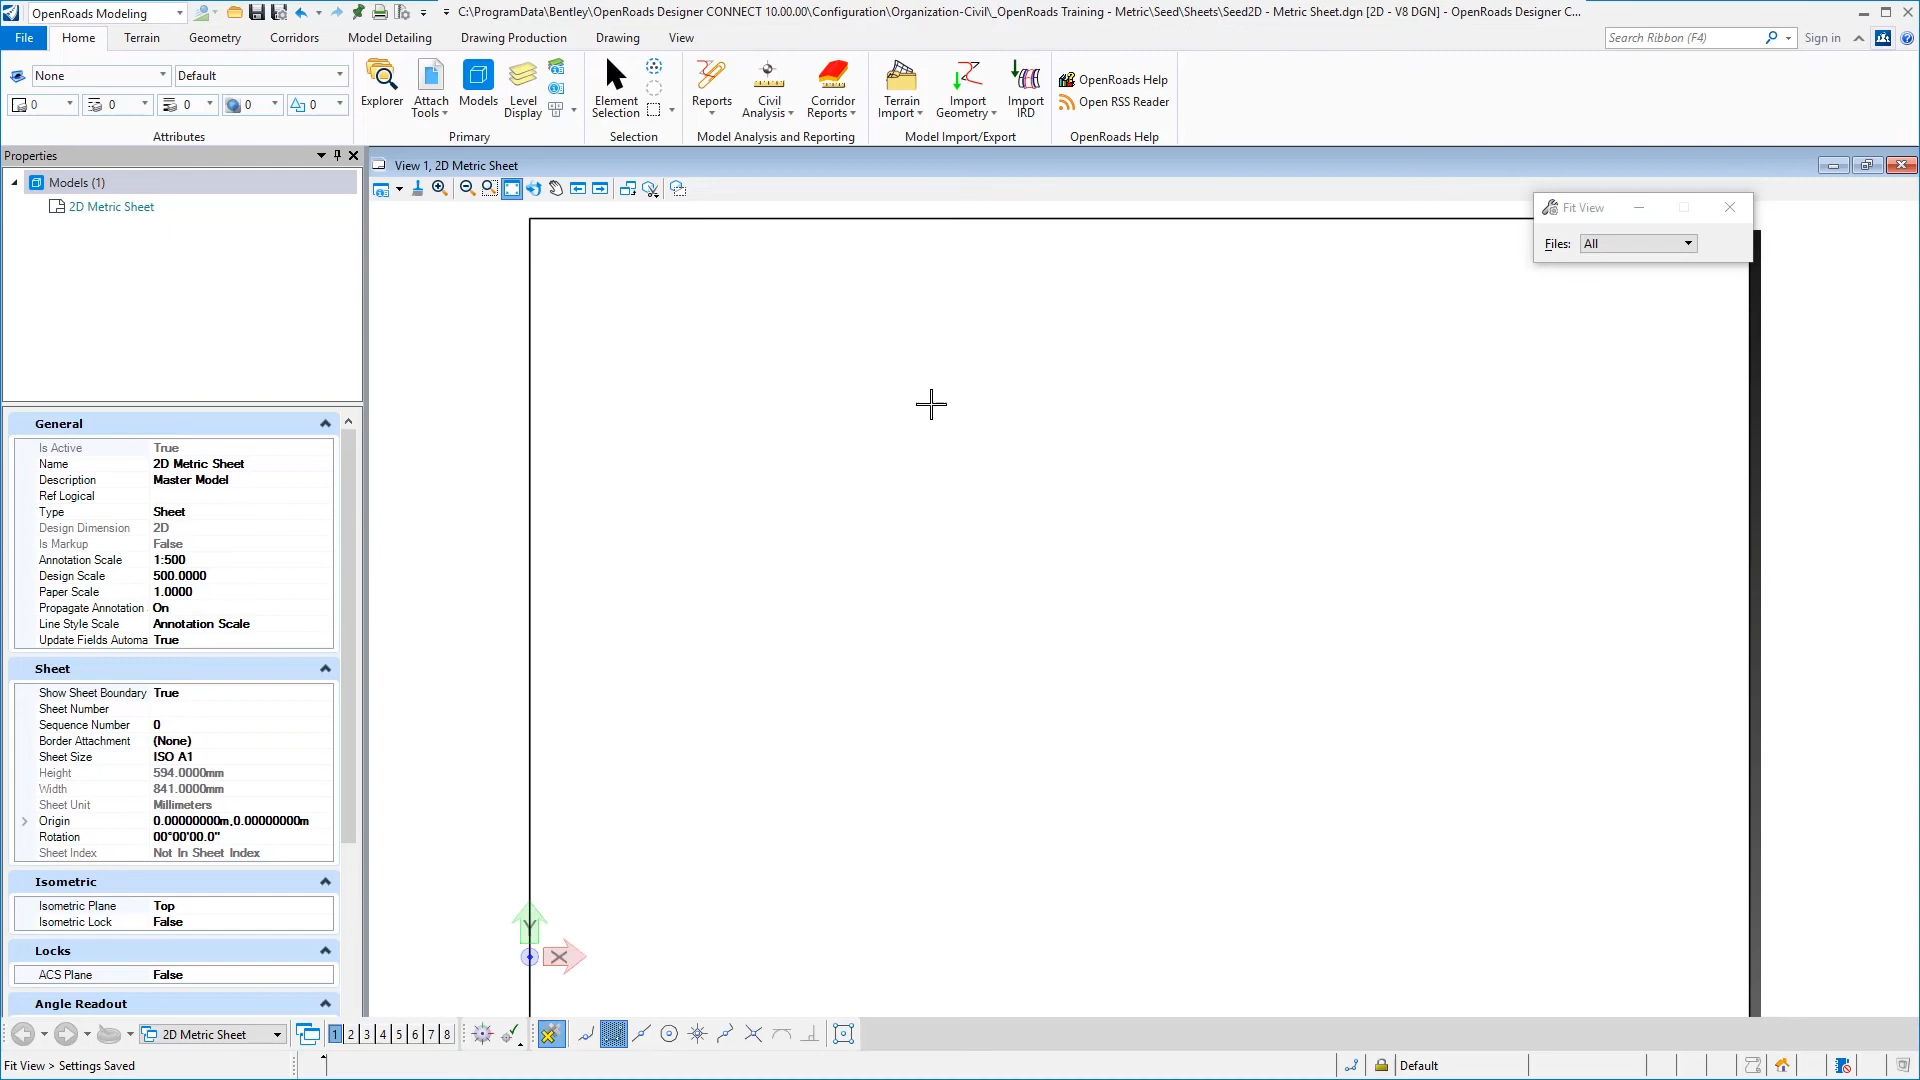 OpenRoads Modeling
C:\ProgramData\Bentley\OpenRoads Designer CONNECT 10.00.00\Configuration\Organization-Civil\_OpenRoads Training - Metric\Seed\Sheets\Seed2D - Metric Sheet.dgn [2D - V8 DGN] - OpenRoads Designer C...
File
Home
Terrain
Geometry
Corridors
Model Detailing
Drawing Production
Drawing
View
Search Ribbon (F4)
Sign in
None
Default
0
0
0
0
0
Attributes
Explorer
Attach Tools
Models
Level Display
Primary
Element Selection
Selection
Reports
Civil Analysis
Corridor Reports
Model Analysis and Reporting
Terrain Import
Import Geometry
Import IRD
Model Import/Export
OpenRoads Help
Open RSS Reader
OpenRoads Help
Properties
Models (1)
2D Metric Sheet
View 1, 2D Metric Sheet
Fit View
Files: All
General
Is Active True
Name 2D Metric Sheet
Description Master Model
Ref Logical
Type Sheet
Design Dimension 2D
Is Markup False
Annotation Scale 1:500
Design Scale 500.0000
Paper Scale 1.0000
Propagate Annotation On
Line Style Scale Annotation Scale
Update Fields Automa True
Sheet
Show Sheet Boundary True
Sheet Number
Sequence Number 0
Border Attachment (None)
Sheet Size ISO A1
Height 594.0000mm
Width 841.0000mm
Sheet Unit Millimeters
Origin 0.00000000m,0.00000000m
Rotation 00°00'00.0"
Sheet Index Not In Sheet Index
Isometric
Isometric Plane Top
Isometric Lock False
Locks
ACS Plane False
Angle Readout
Y
X
2D Metric Sheet
1 2 3 4 5 6 7 8
Fit View > Settings Saved
Default